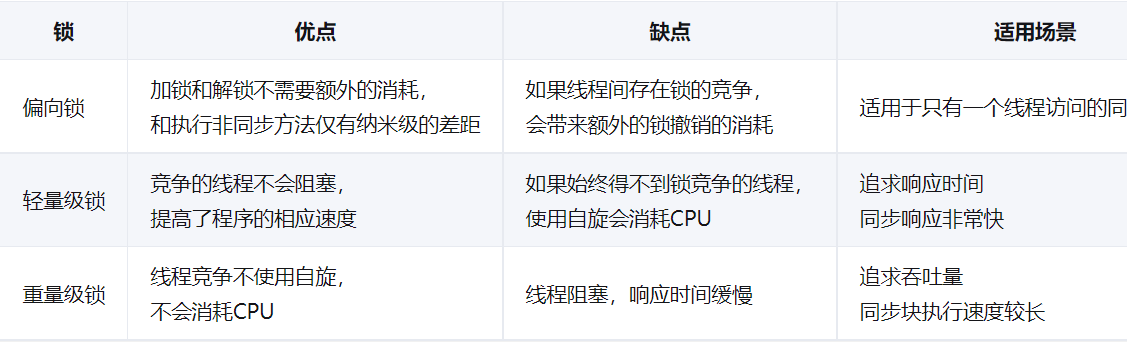 锁 优点 缺点 适用场景
偏向锁
加锁和解锁不需要额外的消耗，
和执行非同步方法仅有纳米级的差距
如果线程间存在锁的竞争，
会带来额外的锁撤销的消耗
适用于只有一个线程访问的同
轻量级锁
竞争的线程不会阻塞，
提高了程序的相应速度
如果始终得不到锁竞争的线程，
使用自旋会消耗CPU
追求响应时间
同步响应非常快
重量级锁
线程竞争不使用自旋，
不会消耗CPU
线程阻塞，响应时间缓慢
追求吞吐量
同步块执行速度较长